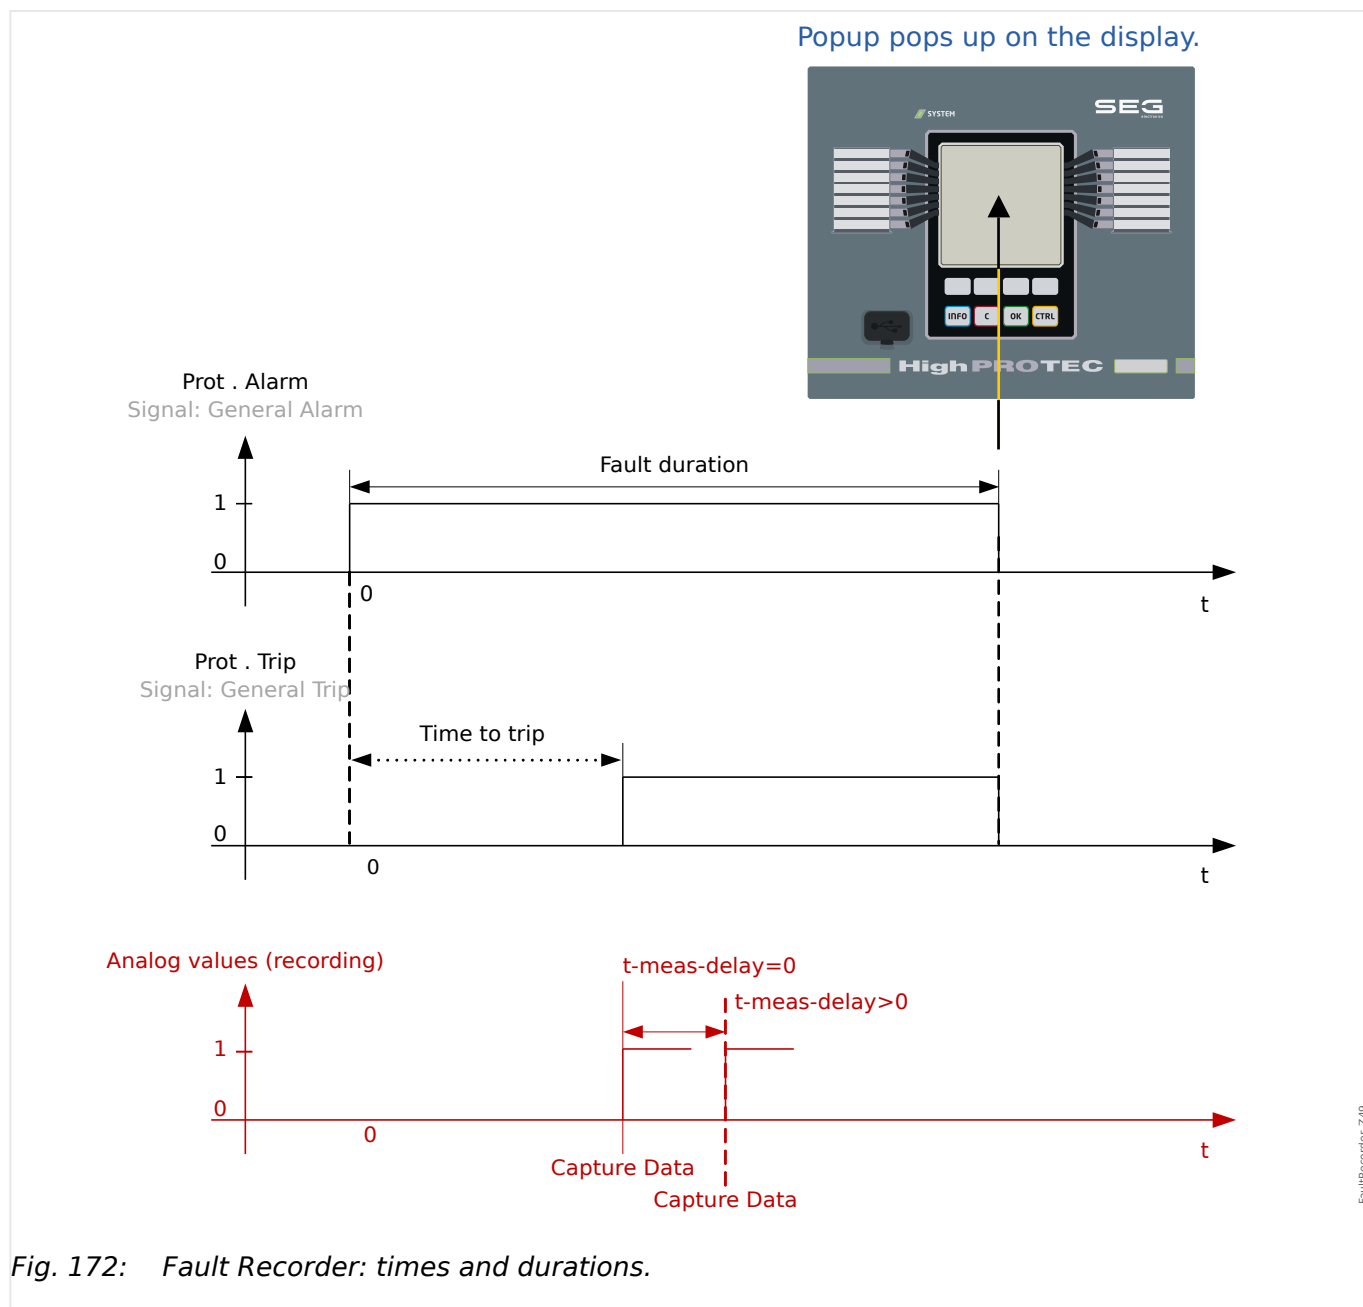 Popup pops up on the display.
SYSTEM
SEG
INFO
C
OK
CTRL
HighPROTEC
Prot . Alarm
Signal: General Alarm
Fault duration
1
0
0
t
Prot . Trip
Signal: General Trip
Time to trip
1
0
0
t
Analog values (recording)
t-meas-delay=0
t-meas-delay>0
1
0
0
t
Capture Data
Capture Data
Fig. 172: Fault Recorder: times and durations.